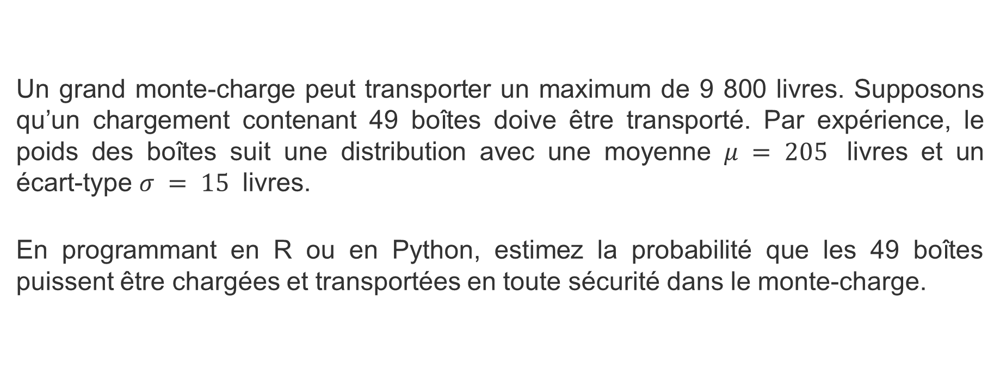 Un grand monte-charge peut transporter un maximum de 9 800 livres. Supposons
qu’un chargement contenant 49 boîtes doive être transporté. Par expérience, le
poids des boîtes suit une distribution avec une moyenne 𝜇 = 205 livres et un
écart-type 𝜎 = 15 livres.
En programmant en R ou en Python, estimez la probabilité que les 49 boîtes
puissent être chargées et transportées en toute sécurité dans le monte-charge.